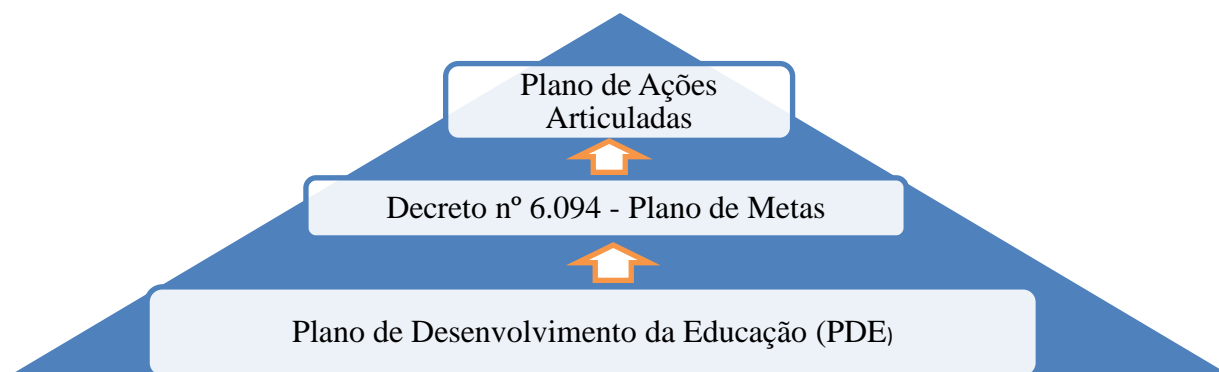 Plano de Ações
Articuladas
Decreto nº 6.094 - Plano de Metas
Plano de Desenvolvimento da Educação (PDE)